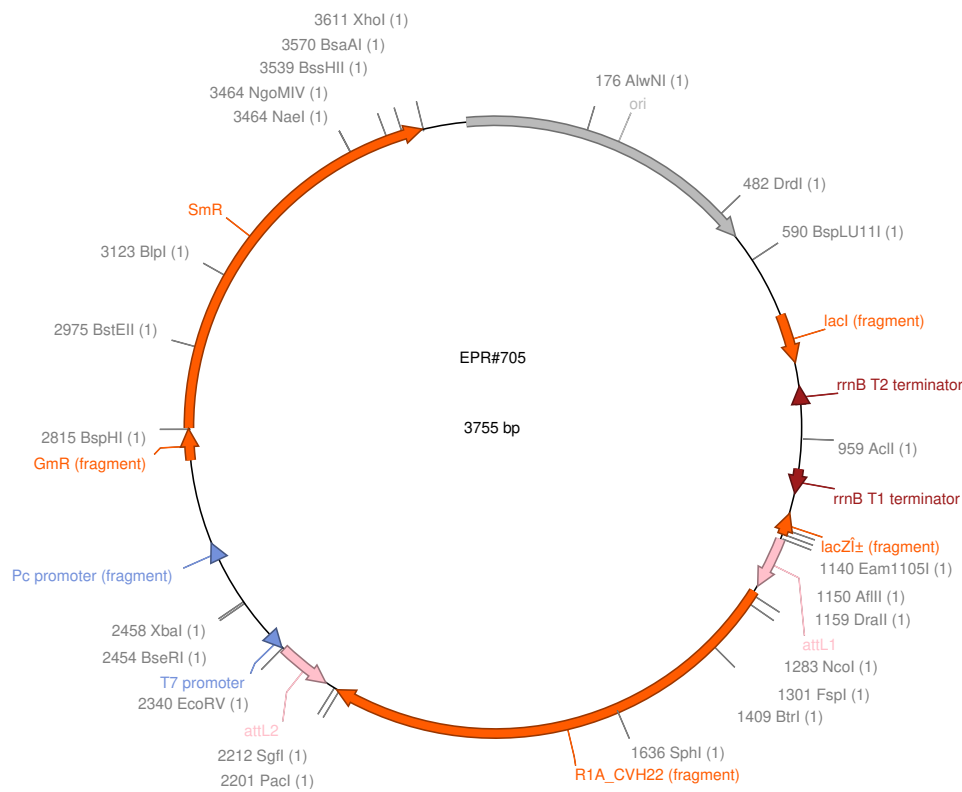 3611 XhoI (1)
3570 BsaAI (1)
3539 BssHII (1)
3464 NgoMIV (1)
3464 NaeI (1)
176 AlwNI (1)
ori
482 DrdI (1)
590 BspLU11I (1)
SmR
3123 BlpI (1)
2975 BstEII (1)
lacI (fragment)
EPR#705
rrnB T2 terminator
3755 bp
2815 BspHI (1)
959 AclI (1)
GmR (fragment)
rrnB T1 terminator
lacZÎ± (fragment)
1140 Eam1105I (1)
Pc promoter (fragment)
1150 AflII (1)
1159 DraII (1)
2458 XbaI (1)
attL1
2454 BseRI (1)
1283 NcoI (1)
T7 promoter
1301 FspI (1)
2340 EcoRV (1)
1409 BtrI (1)
attL2
2212 SgfI (1)
1636 SphI (1)
2201 PacI (1)
R1A_CVH22 (fragment)